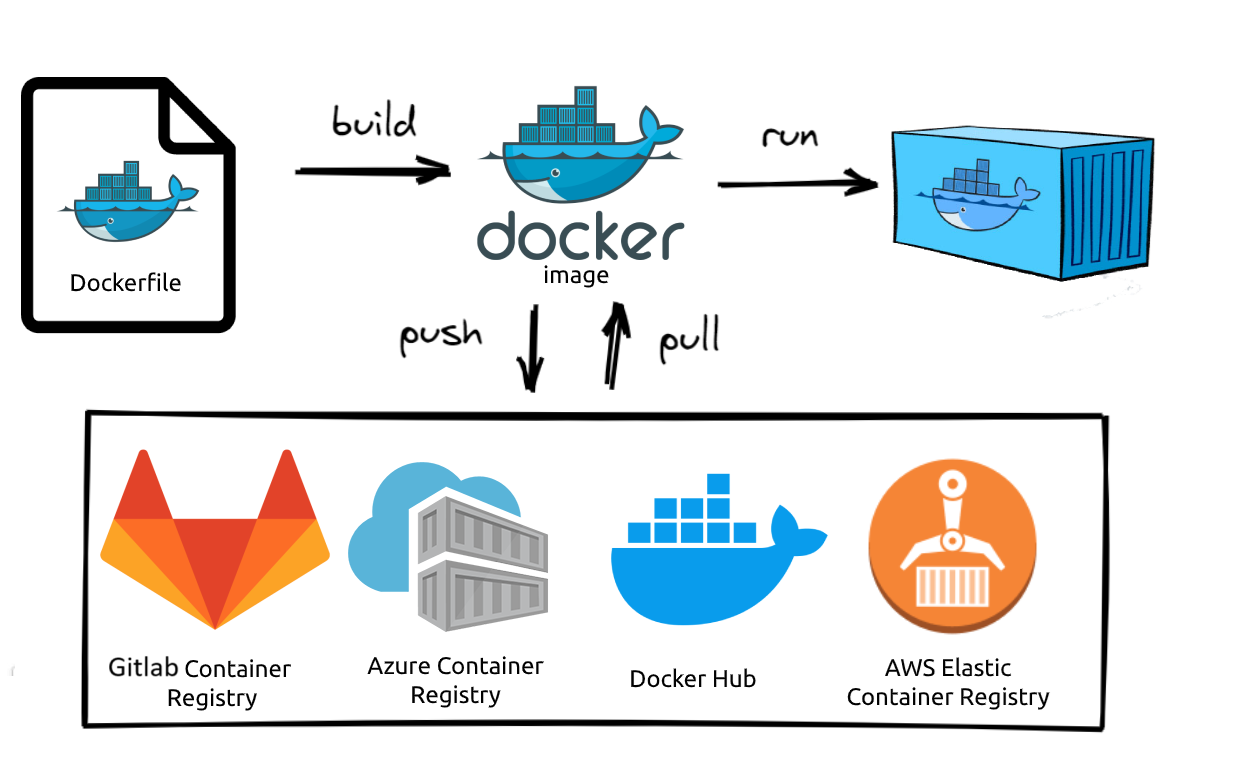 build
run
Dockerfile
docker
image
push
pull
Gitlab Container
Registry
Azure Container
Registry
Docker Hub
AWS Elastic
Container Registry